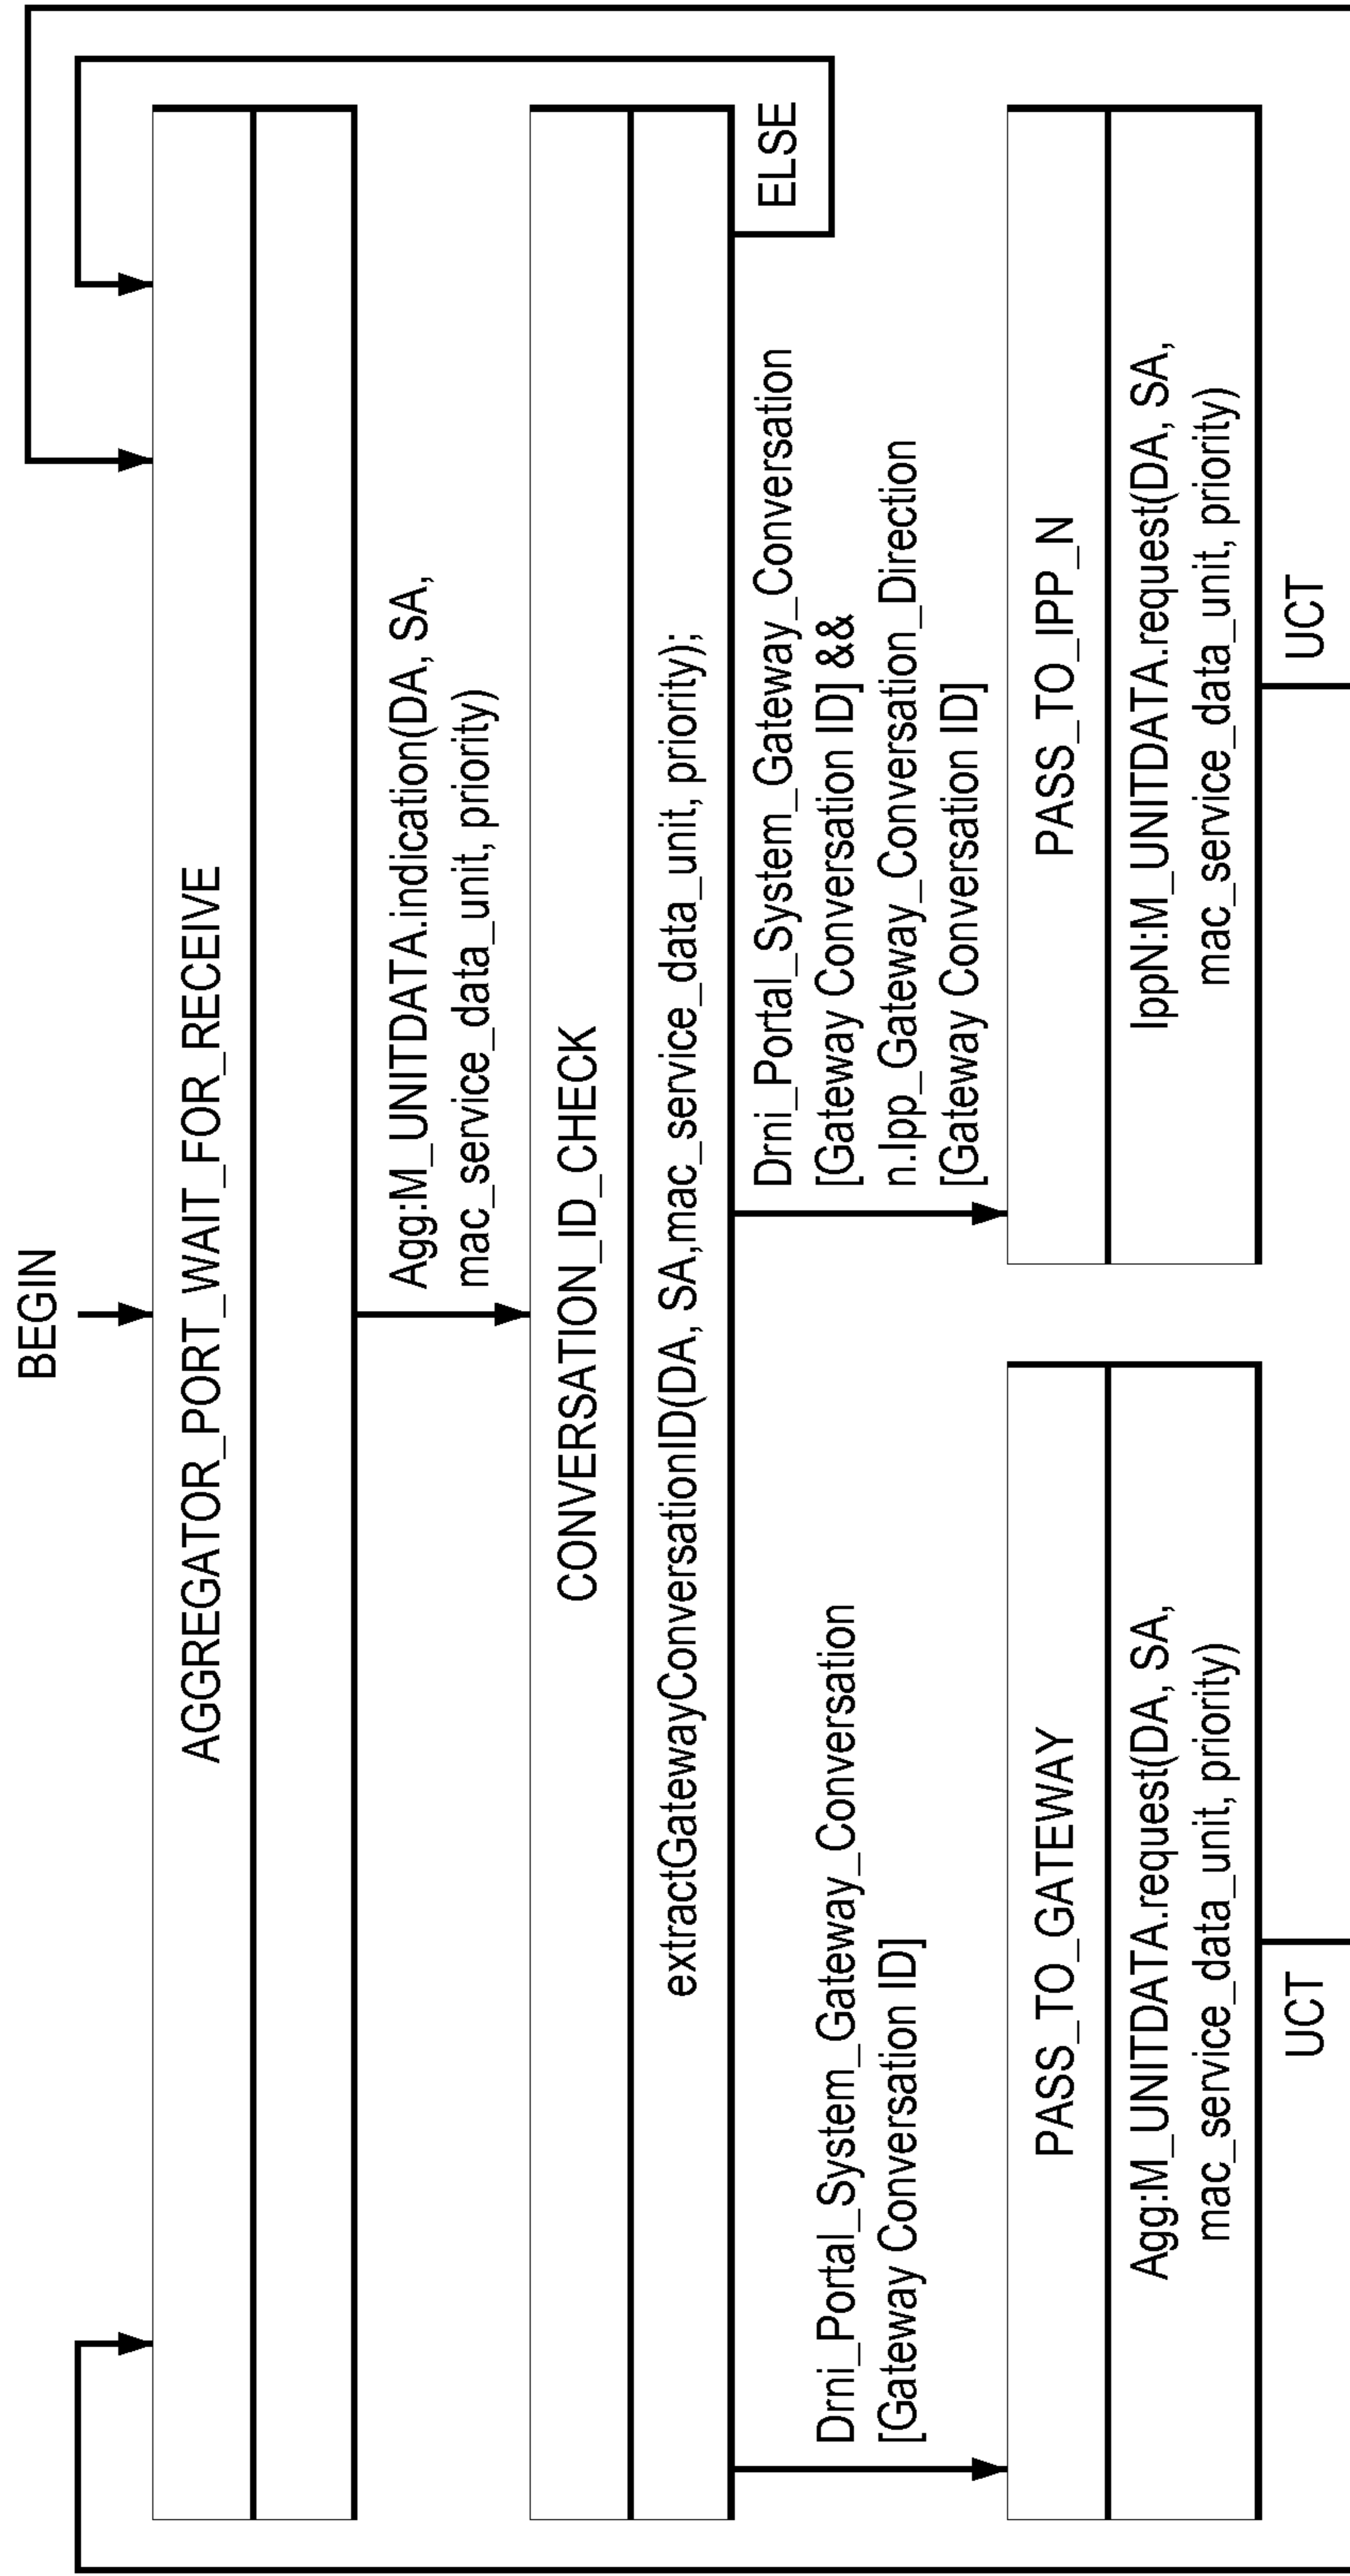 BEGIN
AGGREGATOR_PORT_WAIT_FOR_RECEIVE
Agg:M_UNITDATA.indication(DA, SA,
mac_service_data_unit, priority)
CONVERSATION_ID_CHECK
extractGatewayConversationID(DA, SA,mac_service_data_unit, priority);
ELSE
Drni_Portal_System_Gateway_Conversation
[Gateway Conversation ID]
Drni_Portal_System_Gateway_Conversation
[Gateway Conversation ID] &&
n.Ipp_Gateway_Conversation_Direction
[Gateway Conversation ID]
PASS_TO_GATEWAY
Agg:M_UNITDATA.request(DA, SA,
mac_service_data_unit, priority)
UCT
PASS_TO_IPP_N
IppN:M_UNITDATA.request(DA, SA,
mac_service_data_unit, priority)
UCT